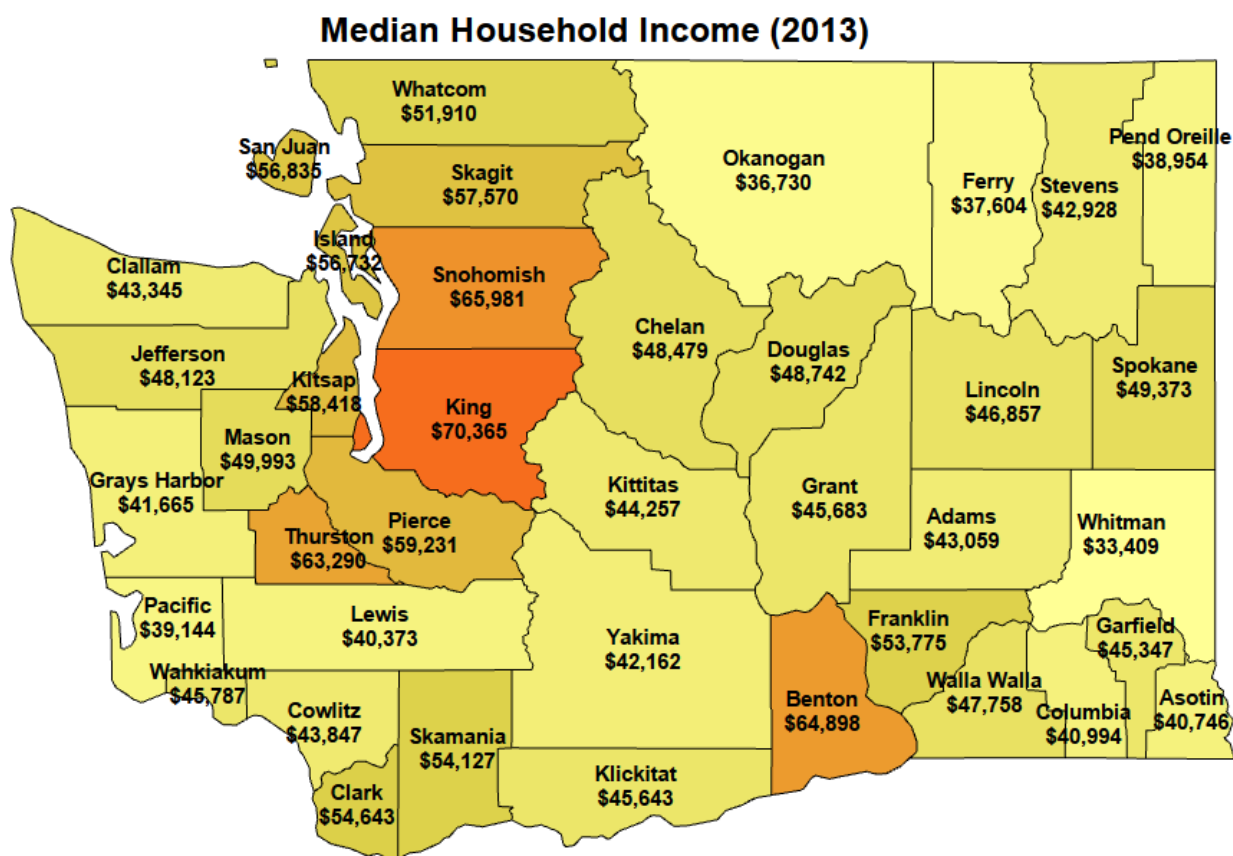 Median Household Income (2013)
Whatcom
$51,910
San Juan
$56,835
Skagit
$57,570
Okanogan
$36,730
Ferry
$37,604
Stevens
$42,928
Pend Oreille
$38,954
Island
$56,732
Clallam
$43,345
Snohomish
$65,981
Chelan
$48,479
Douglas
$48,742
Jefferson
$48,123
Kitsap
$58,418
King
$70,365
Lincoln
$46,857
Spokane
$49,373
Mason
$49,993
Grays Harbor
$41,665
Kittitas
$44,257
Grant
$45,683
Adams
$43,059
Whitman
$33,409
Thurston
$63,290
Pierce
$59,231
Pacific
$39,144
Lewis
$40,373
Yakima
$42,162
Franklin
$53,775
Garfield
$45,347
Wahkiakum
$45,787
Cowlitz
$43,847
Skamania
$54,127
Benton
$64,898
Walla Walla
$47,758
Columbia
$40,994
Asotin
$40,746
Clark
$54,643
Klickitat
$45,643